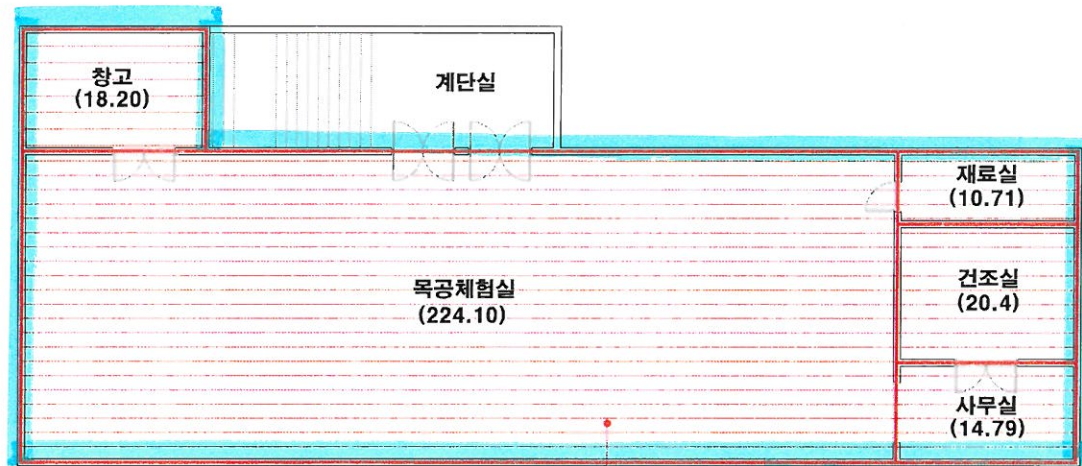 창고
(18.20)
계단실
재료실
(10.71)
목공체험실
(224.10)
건조실
(20.4)
사무실
(14.79)